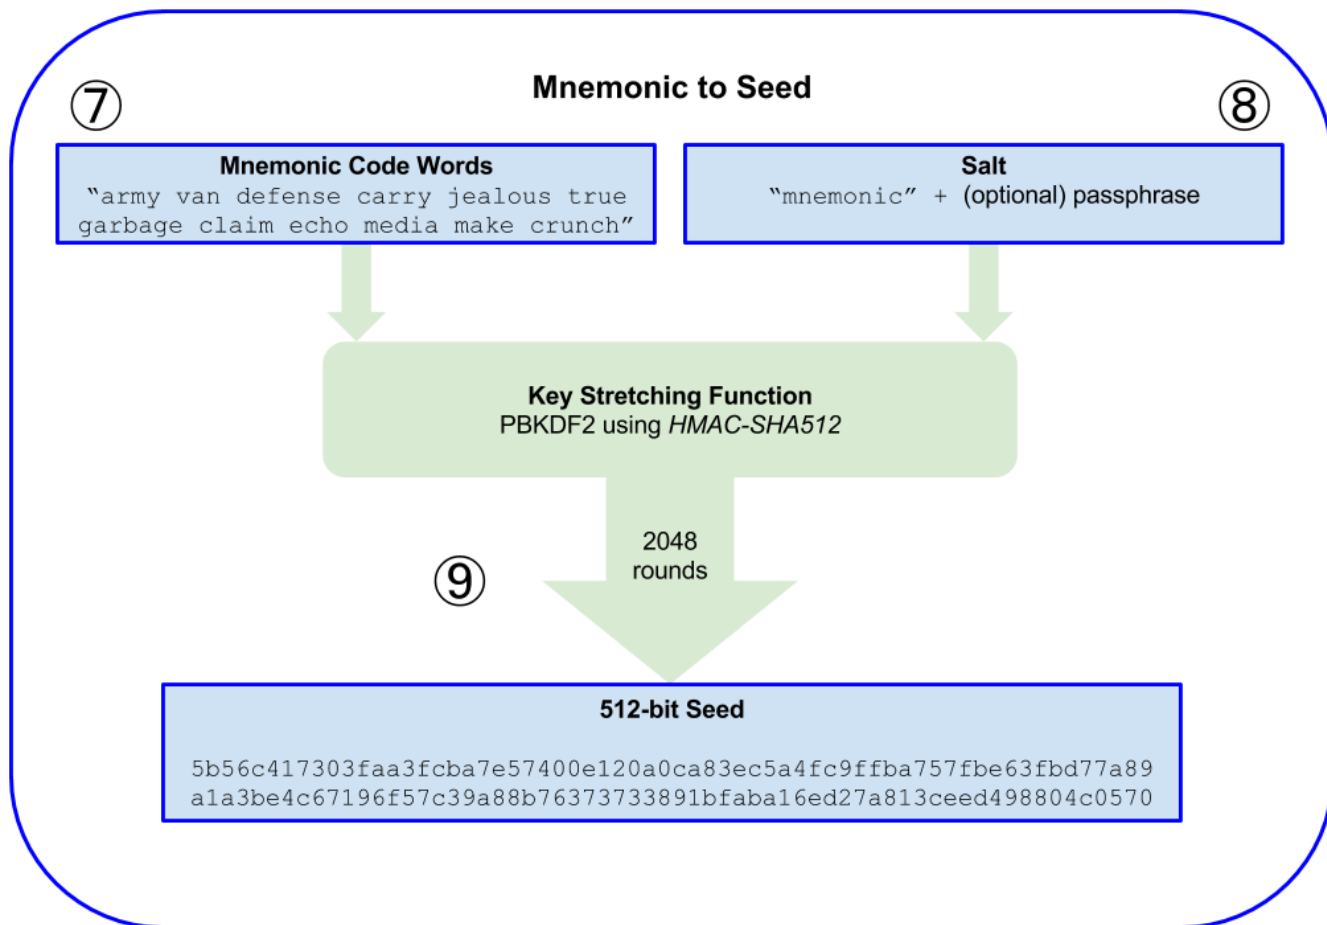 Mnemonic to Seed
⑦
⑧
Mnemonic Code Words
“army van defense carry jealous true
garbage claim echo media make crunch”
Salt
“mnemonic” + (optional) passphrase
Key Stretching Function
PBKDF2 using HMAC-SHA512
2048
rounds
⑨
512-bit Seed
5b56c417303faa3fcba7e57400e120a0ca83ec5a4fc9ffba757fbe63fbd77a89
a1a3be4c67196f57c39a88b76373733891bfaba16ed27a813ceed498804c0570